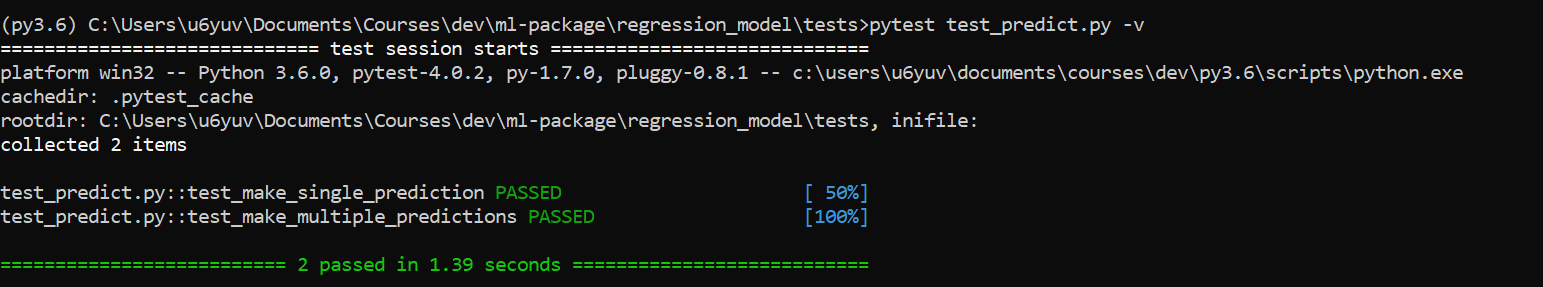 (py3.6) C:\Users\u6yuv\Documents\Courses\dev\ml-package\regression_model\tests>pytest test_predict.py -v
============================= test session starts =============================
platform win32 -- Python 3.6.0, pytest-4.0.2, py-1.7.0, pluggy-0.8.1 -- c:\users\u6yuv\documents\courses\dev\py3.6\scripts\python.exe
cachedir: .pytest_cache
rootdir: C:\Users\u6yuv\Documents\Courses\dev\ml-package\regression_model\tests, inifile:
collected 2 items
test_predict.py::test_make_single_prediction PASSED                      [ 50%]
test_predict.py::test_make_multiple_predictions PASSED                   [100%]
========================== 2 passed in 1.39 seconds ===========================